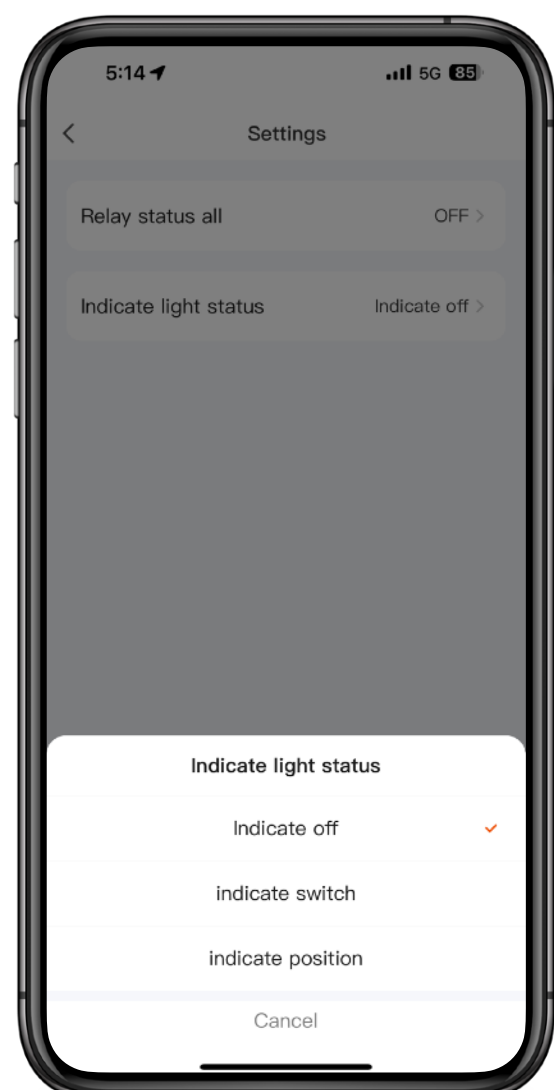 5:14 5G 85
Settings
Relay status all OFF
Indicate light status Indicate off
Indicate light status
Indicate off
indicate switch
indicate position
Cancel